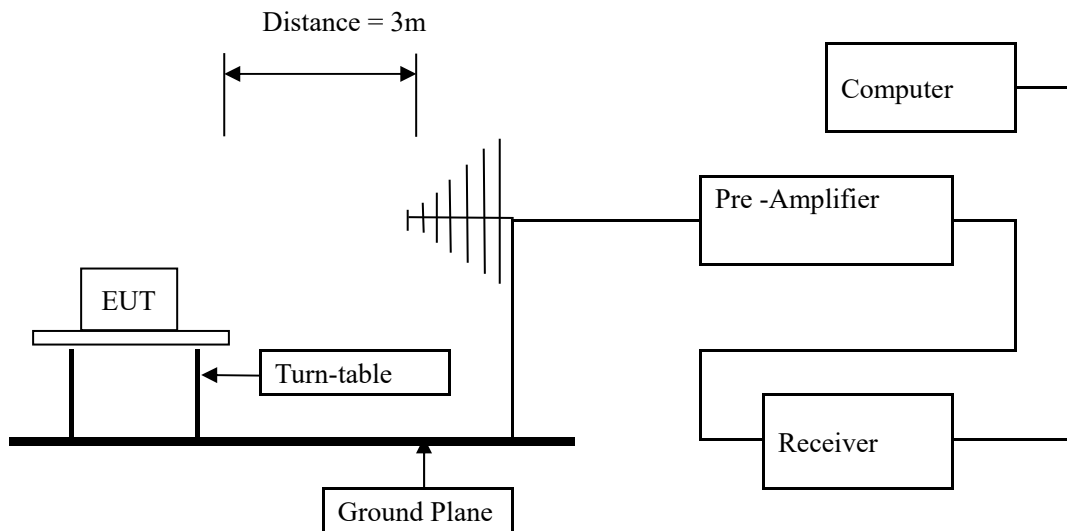 Distance = 3m
Computer
Pre -Amplifier
EUT
Turn-table
Receiver
Ground Plane